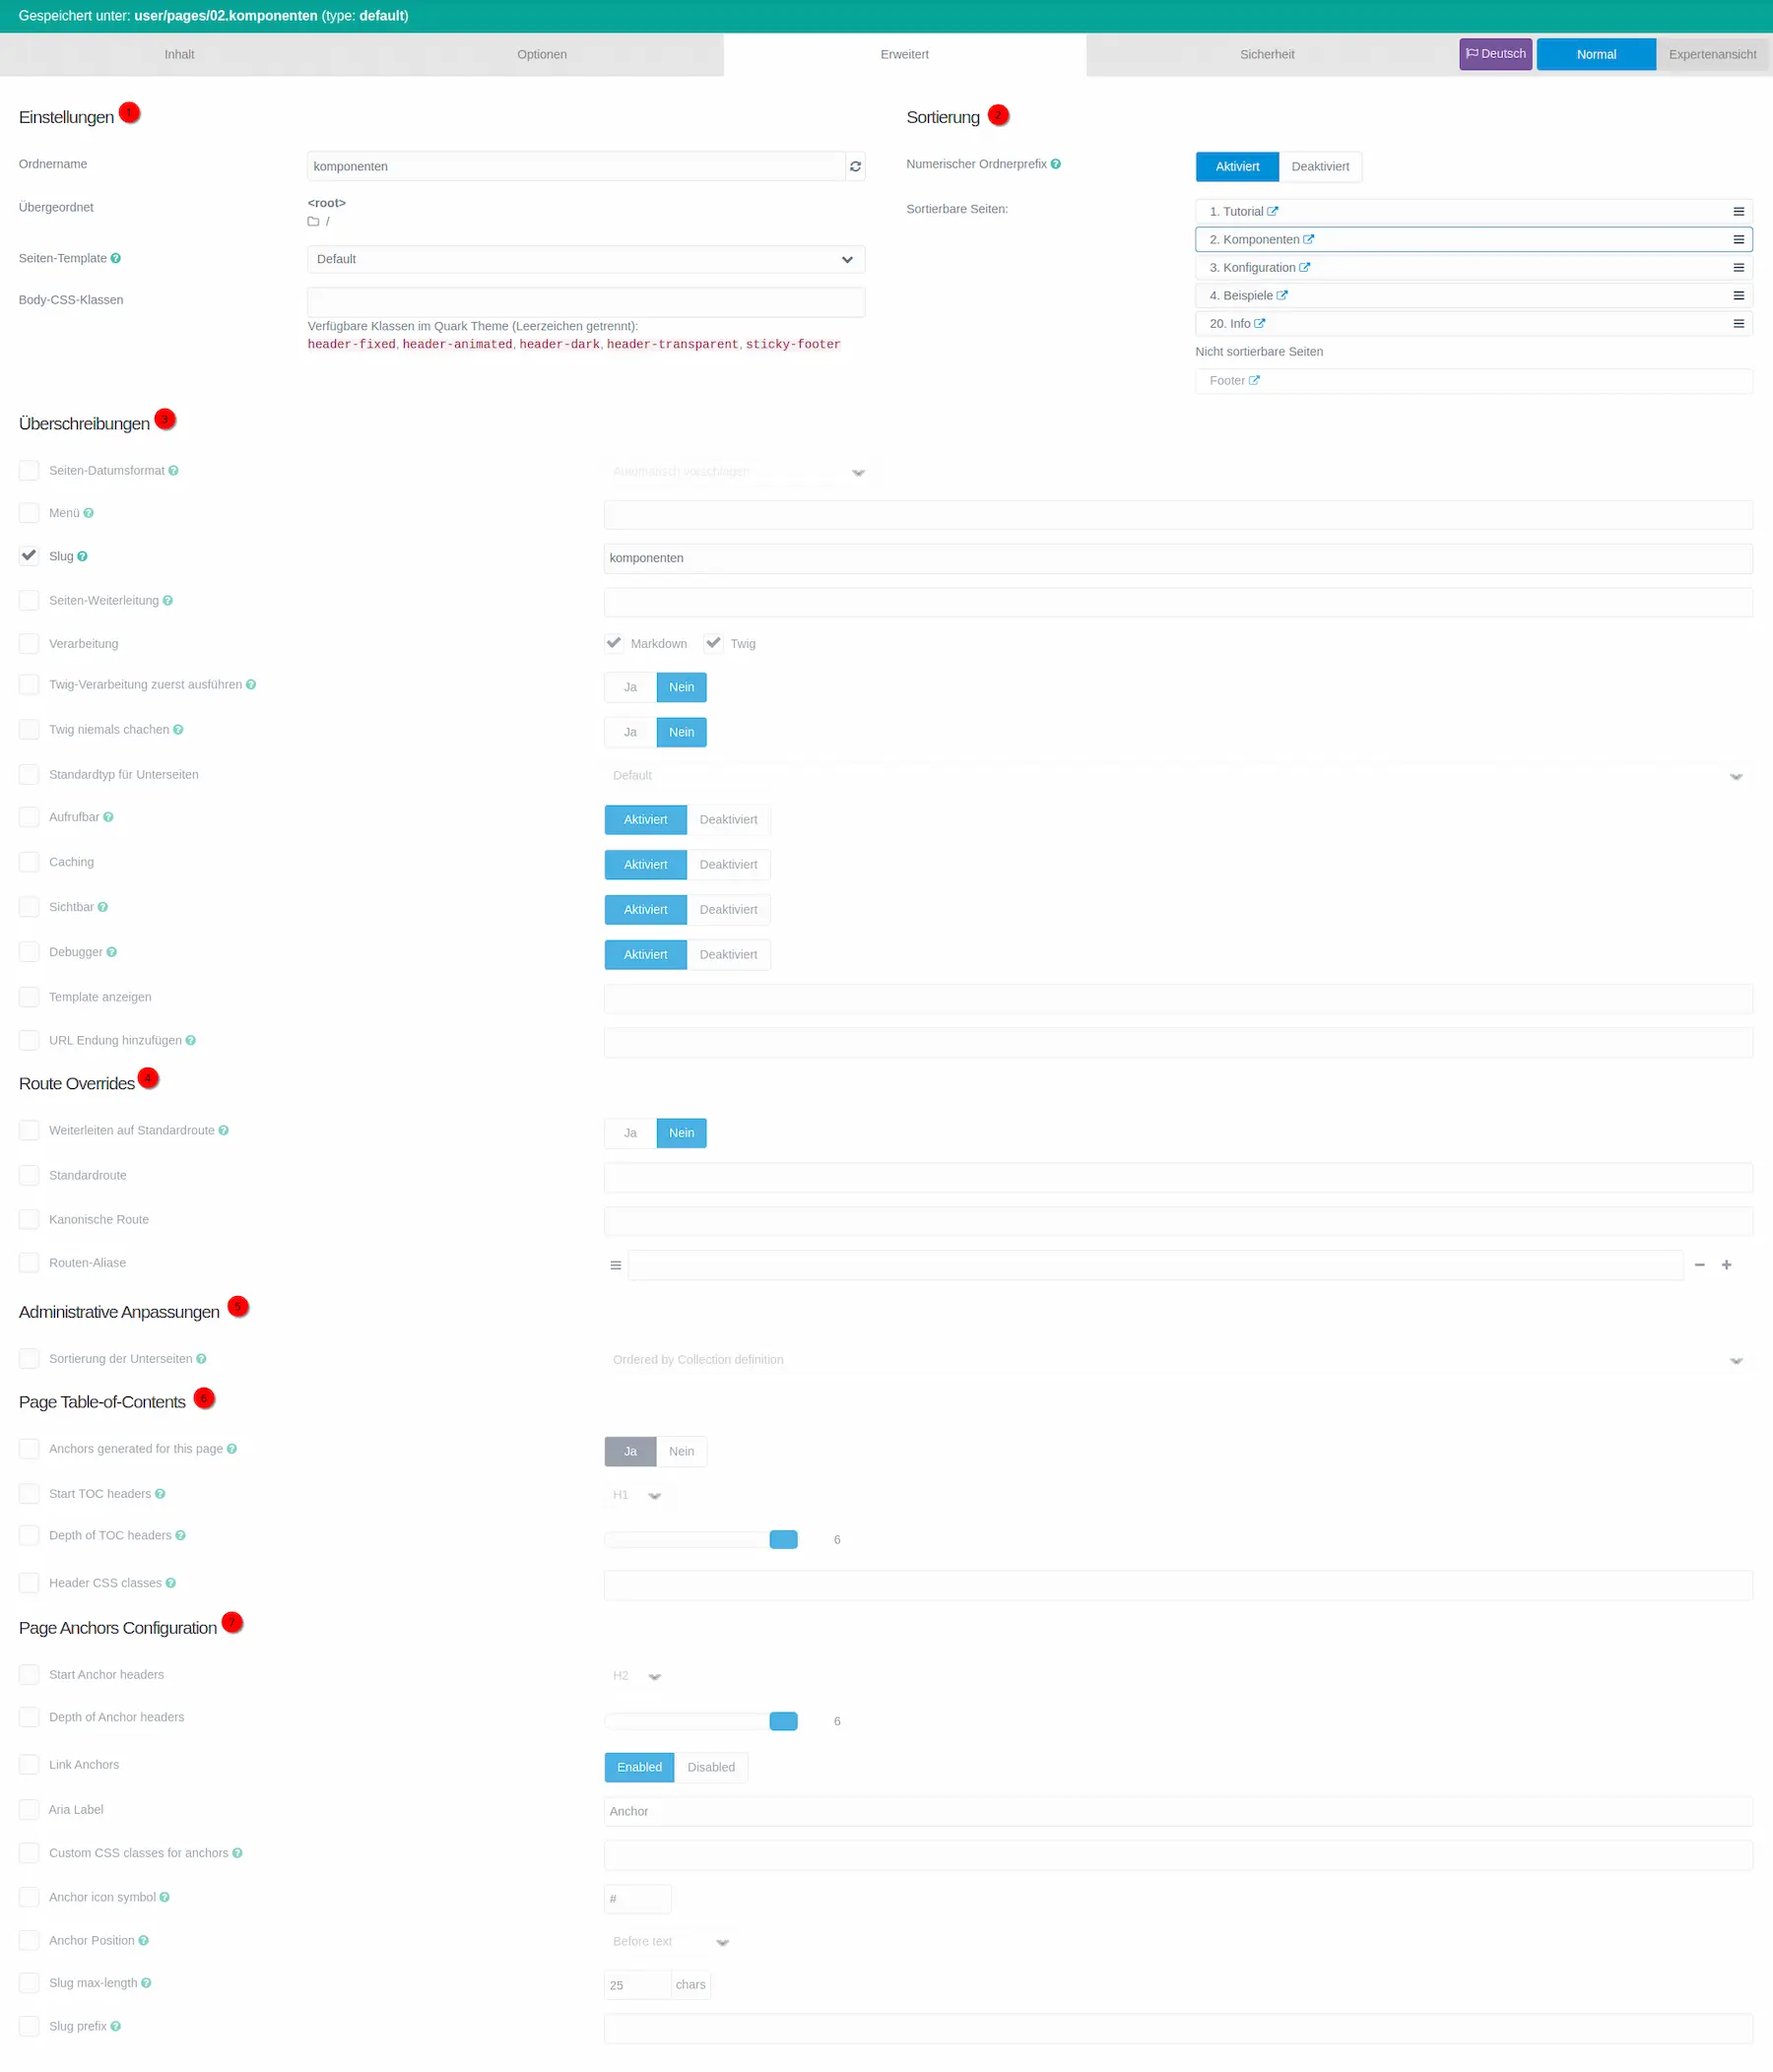 Gespeichert unter: user/pages/02.komponenten (type: default)
Inhalt Optionen Erweitert Sicherheit Deutsch Normal Expertenansicht
Einstellungen 1
Ordnername komponenten
Übergeordnet <root>
/
Seiten-Template Default
Body-CSS-Klassen
Verfügbare Klassen im Quark Theme (Leerzeichen getrennt):
header-fixed, header-animated, header-dark, header-transparent, sticky-footer
Sortierung 2
Numerischer Ordnerprefix Aktiviert Deaktiviert
Sortierbare Seiten: 1. Tutorial
2. Komponenten
3. Konfiguration
4. Beispiele
20. Info
Nicht sortierbare Seiten
Footer
Überschreibungen 3
Seiten-Datumsformat Automatisch vorschlagen
Menü
Slug komponenten
Seiten-Weiterleitung
Verarbeitung Markdown Twig
Twig-Verarbeitung zuerst ausführen Ja Nein
Twig niemals chachen Ja Nein
Standardtyp für Unterseiten Default
Aufrufbar Aktiviert Deaktiviert
Caching Aktiviert Deaktiviert
Sichtbar Aktiviert Deaktiviert
Debugger Aktiviert Deaktiviert
Template anzeigen
URL Endung hinzufügen
Route Overrides 4
Weiterleiten auf Standardroute Ja Nein
Standardroute
Kanonische Route
Routen-Aliase
Administrative Anpassungen 5
Sortierung der Unterseiten Ordered by Collection definition
Page Table-of-Contents 6
Anchors generated for this page Ja Nein
Start TOC headers H1
Depth of TOC headers 6
Header CSS classes
Page Anchors Configuration 7
Start Anchor headers H2
Depth of Anchor headers 6
Link Anchors Enabled Disabled
Aria Label Anchor
Custom CSS classes for anchors
Anchor icon symbol #
Anchor Position Before text
Slug max-length 25 chars
Slug prefix